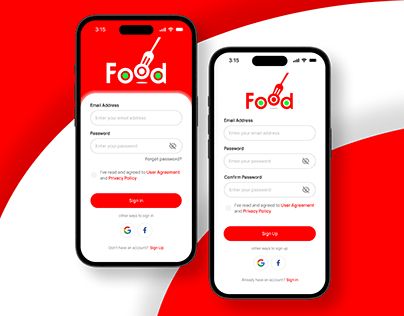 3:15
Food
Email Address
Enter your email address
Password
Enter your password
Forgot password?
I've read and agreed to User Agreement
and Privacy Policy
Sign In
other ways to sign in
Don't have an account? Sign Up
3:15
Food
Email Address
Enter your email address
Password
Enter your password
Confirm Password
Enter your password
I've read and agreed to User Agreement
and Privacy Policy
Sign Up
other ways to sign up
Already have an account? Sign In